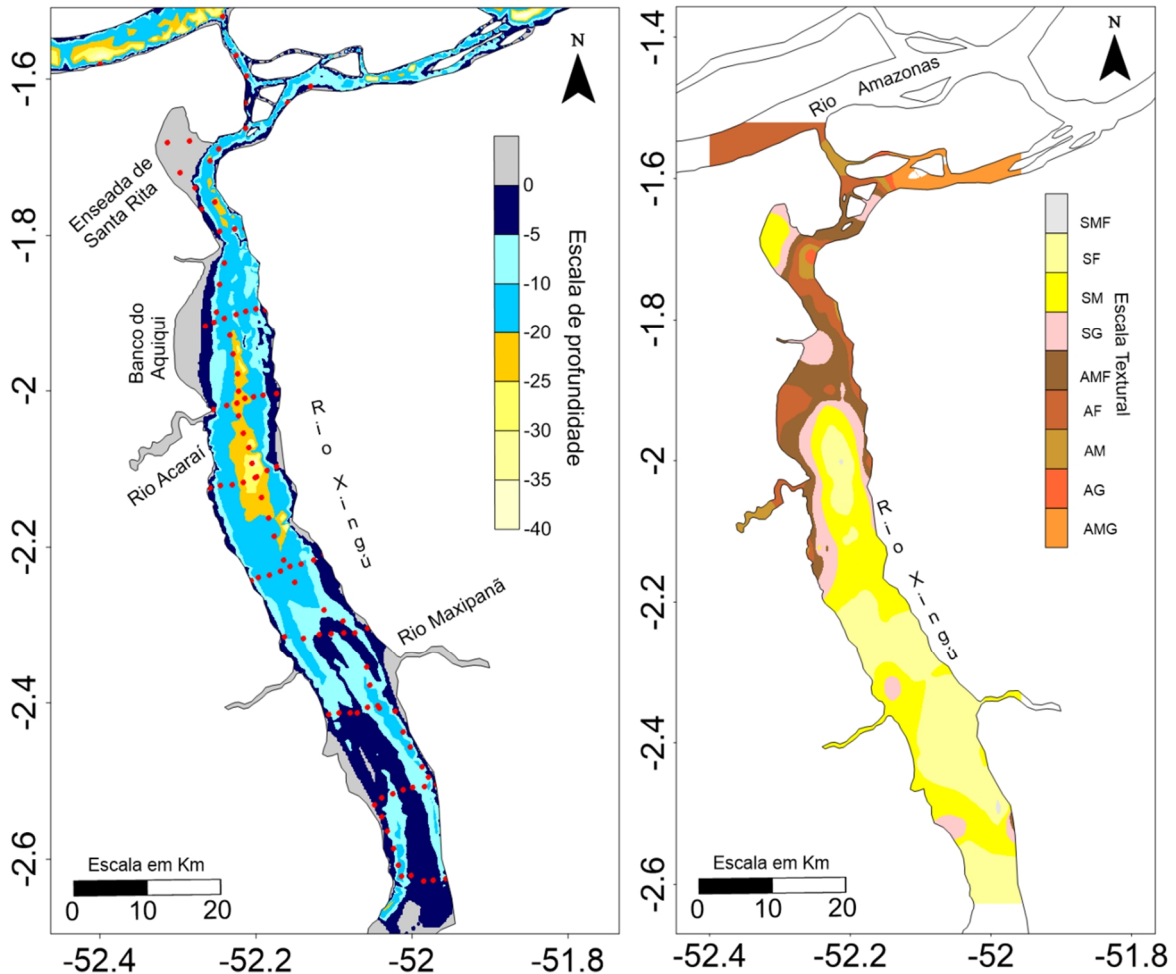 -1.6
-1.8
-2
-2.2
-2.4
-2.6
-52.4
-52.2
-52
-51.8
N
Enseada de
Santa Rita
Banco do
Aquiqui
Rio Acaraí
Rio Xingu
Rio Maxipanã
Escala de profundidade
0
-5
-10
-20
-25
-30
-35
-40
Escala em Km
0
10
20
-1.4
-1.6
-1.8
-2
-2.2
-2.4
-2.6
-52.4
-52.2
-52
-51.8
N
Rio Amazonas
Rio Xingu
Escala Textural
SMF
SF
SM
SG
AMF
AF
AM
AG
AMG
Escala em Km
0
10
20